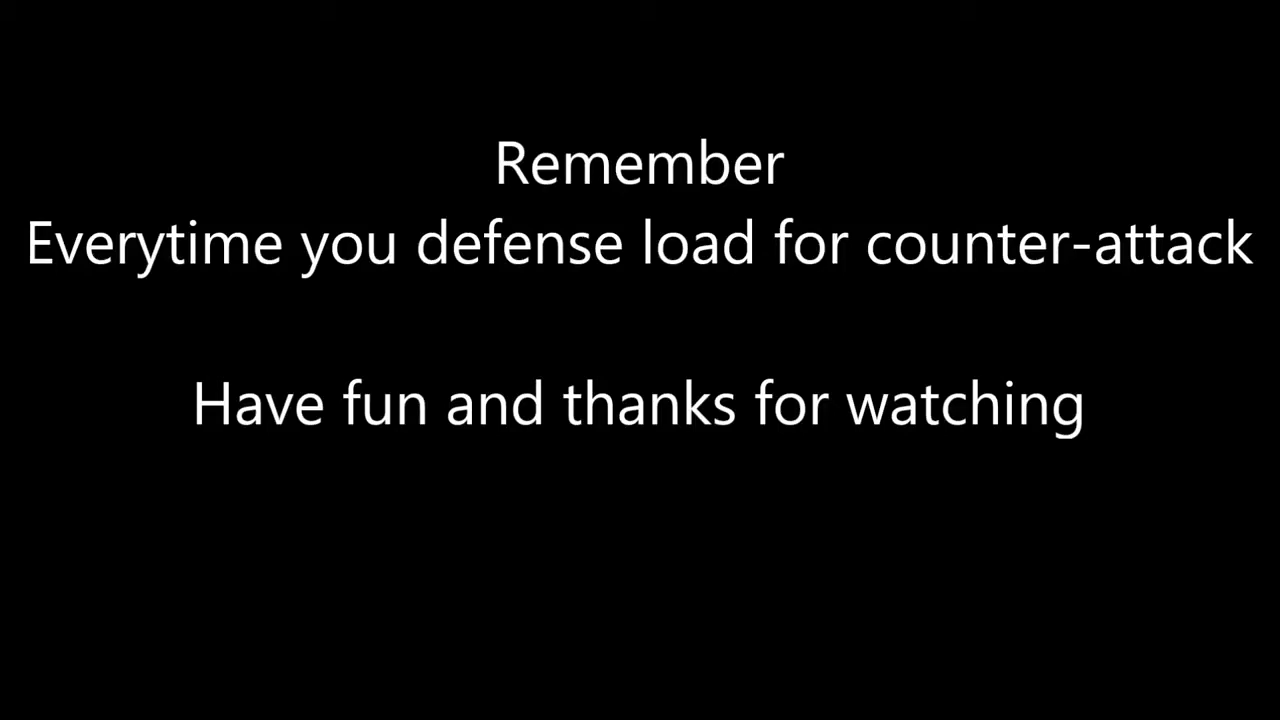 Remember
Everytime you defense load for counter-attack
Have fun and thanks for watching